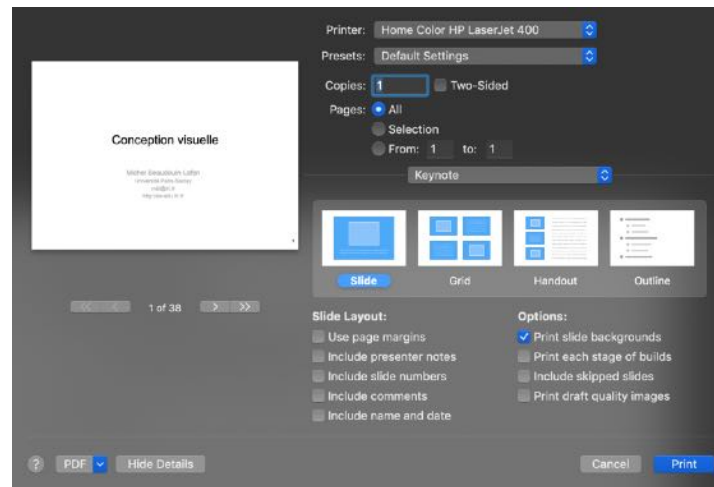 Printer: Home Color HP LaserJet 400
Presets: Default Settings
Copies: 1 Two-Sided
Pages: All
Selection
From: 1 to: 1
Keynote
Conception visuelle
1 of 38
Slide Grid Handout Outline
Slide Layout:
Use page margins
Include presenter notes
Include slide numbers
Include comments
Include name and date
Options:
Print slide backgrounds
Print each stage of builds
Include skipped slides
Print draft quality images
? PDF Hide Details Cancel Print